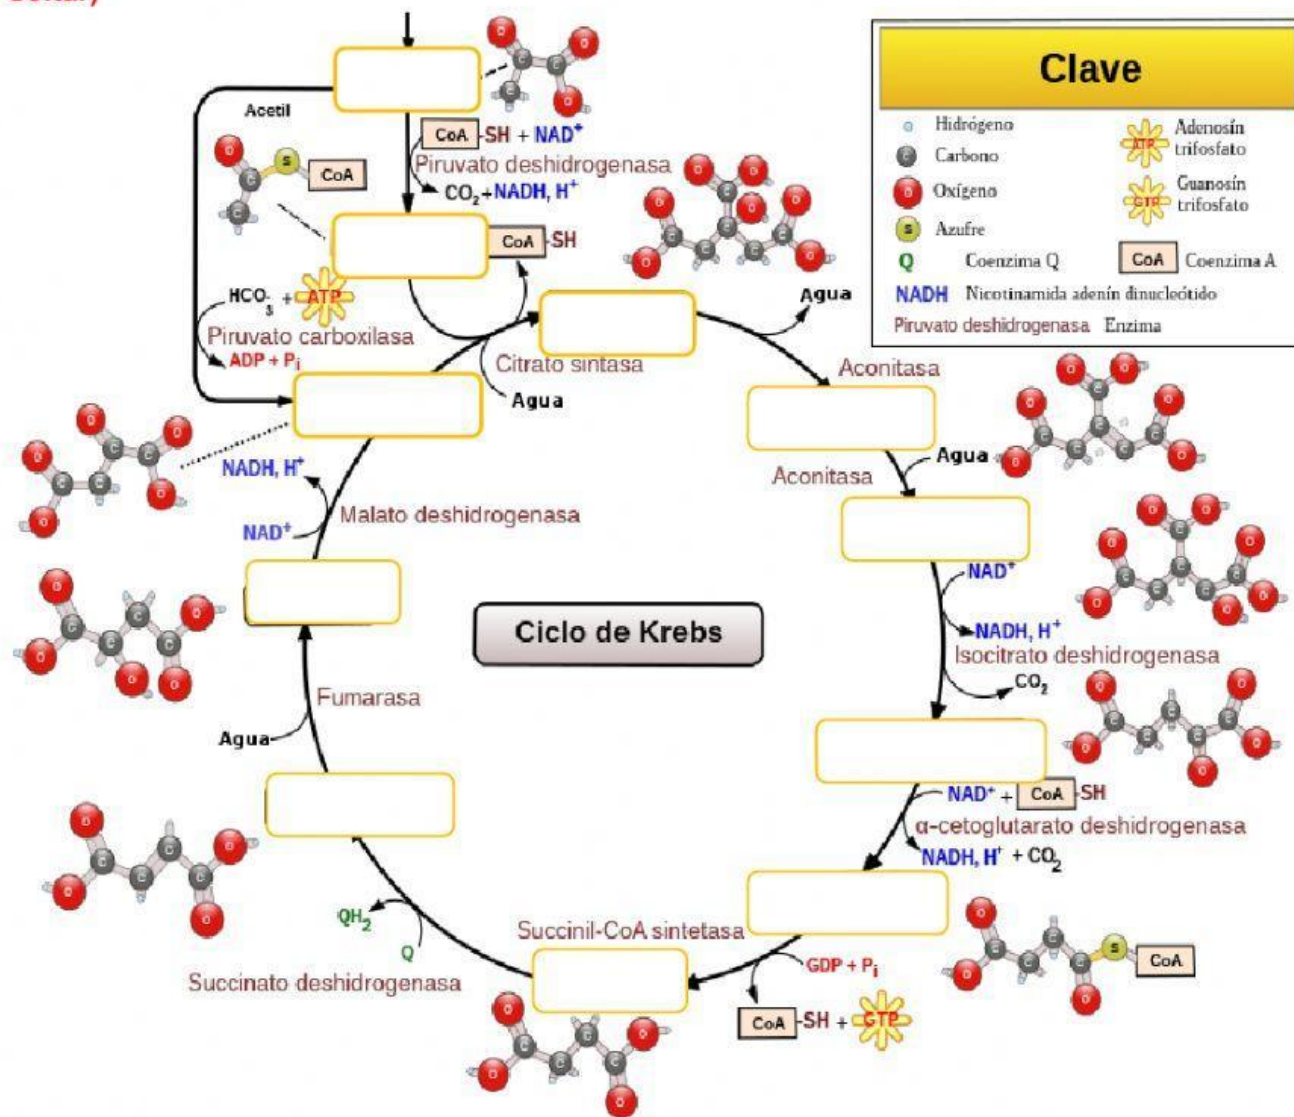 Clave
Hidrógeno
Carbono
Oxígeno
Azufre
Q Coenzima Q
NADH Nicotinamida adenín dinucleótido
Piruvato deshidrogenasa Enzima
ATP Adenosín
trifosfato
GTP Guanosín
trifosfato
CoA Coenzima A
Acetil
CoA
CoA-SH + NAD⁺
Piruvato deshidrogenasa
CO₂+NADH, H⁺
CoA-SH
HCO₃⁻ + ATP
Piruvato carboxilasa
ADP + Pᵢ
Citrato sintasa
Agua
Agua
Aconitasa
Aconitasa
Agua
NAD⁺
NADH, H⁺
Isocitrato deshidrogenasa
CO₂
NAD⁺ + CoA-SH
α-cetoglutarato deshidrogenasa
NADH, H⁺ + CO₂
CoA
Succinil-CoA sintetasa
GDP + Pᵢ
CoA-SH + GTP
QH₂
Q
Succinato deshidrogenasa
Agua
Fumarasa
NADH, H⁺
NAD⁺
Malato deshidrogenasa
Ciclo de Krebs